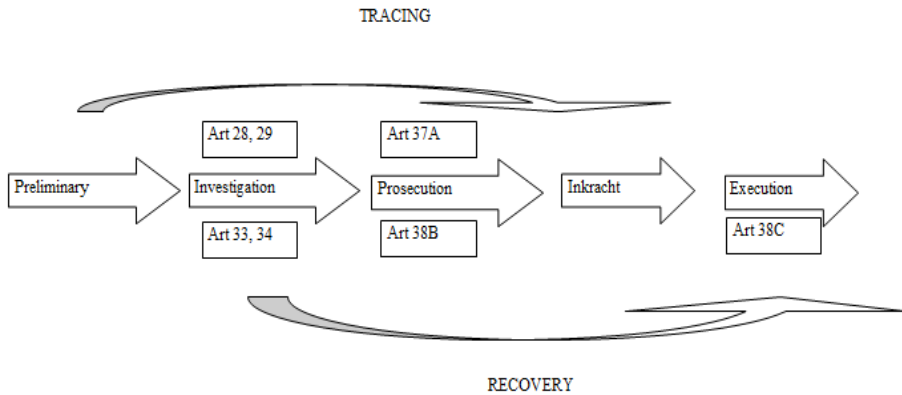 TRACING
Art 28, 29
Art 37A
Preliminary
Investigation
Prosecution
Inkracht
Execution
Art 33, 34
Art 38B
Art 38C
RECOVERY